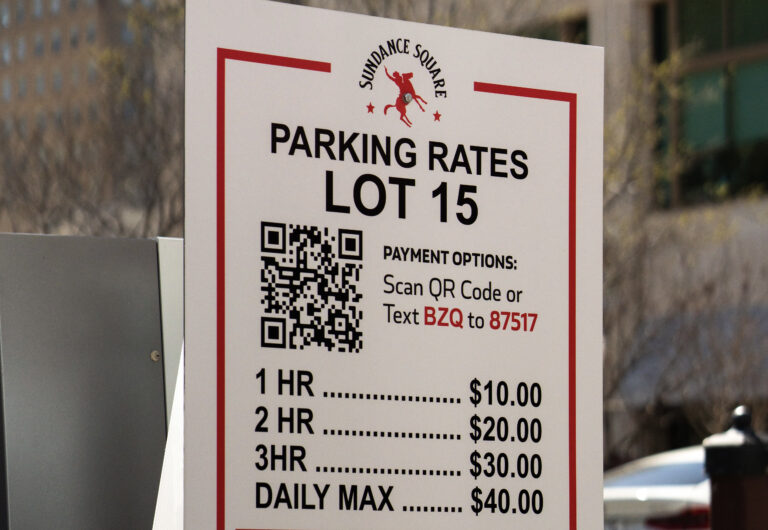 SUNDANCE SQUARE
PARKING RATES
LOT 15
PAYMENT OPTIONS:
Scan QR Code or
Text BZQ to 87517
1 HR .................... $10.00
2 HR .................... $20.00
3HR ..................... $30.00
DAILY MAX ......... $40.00